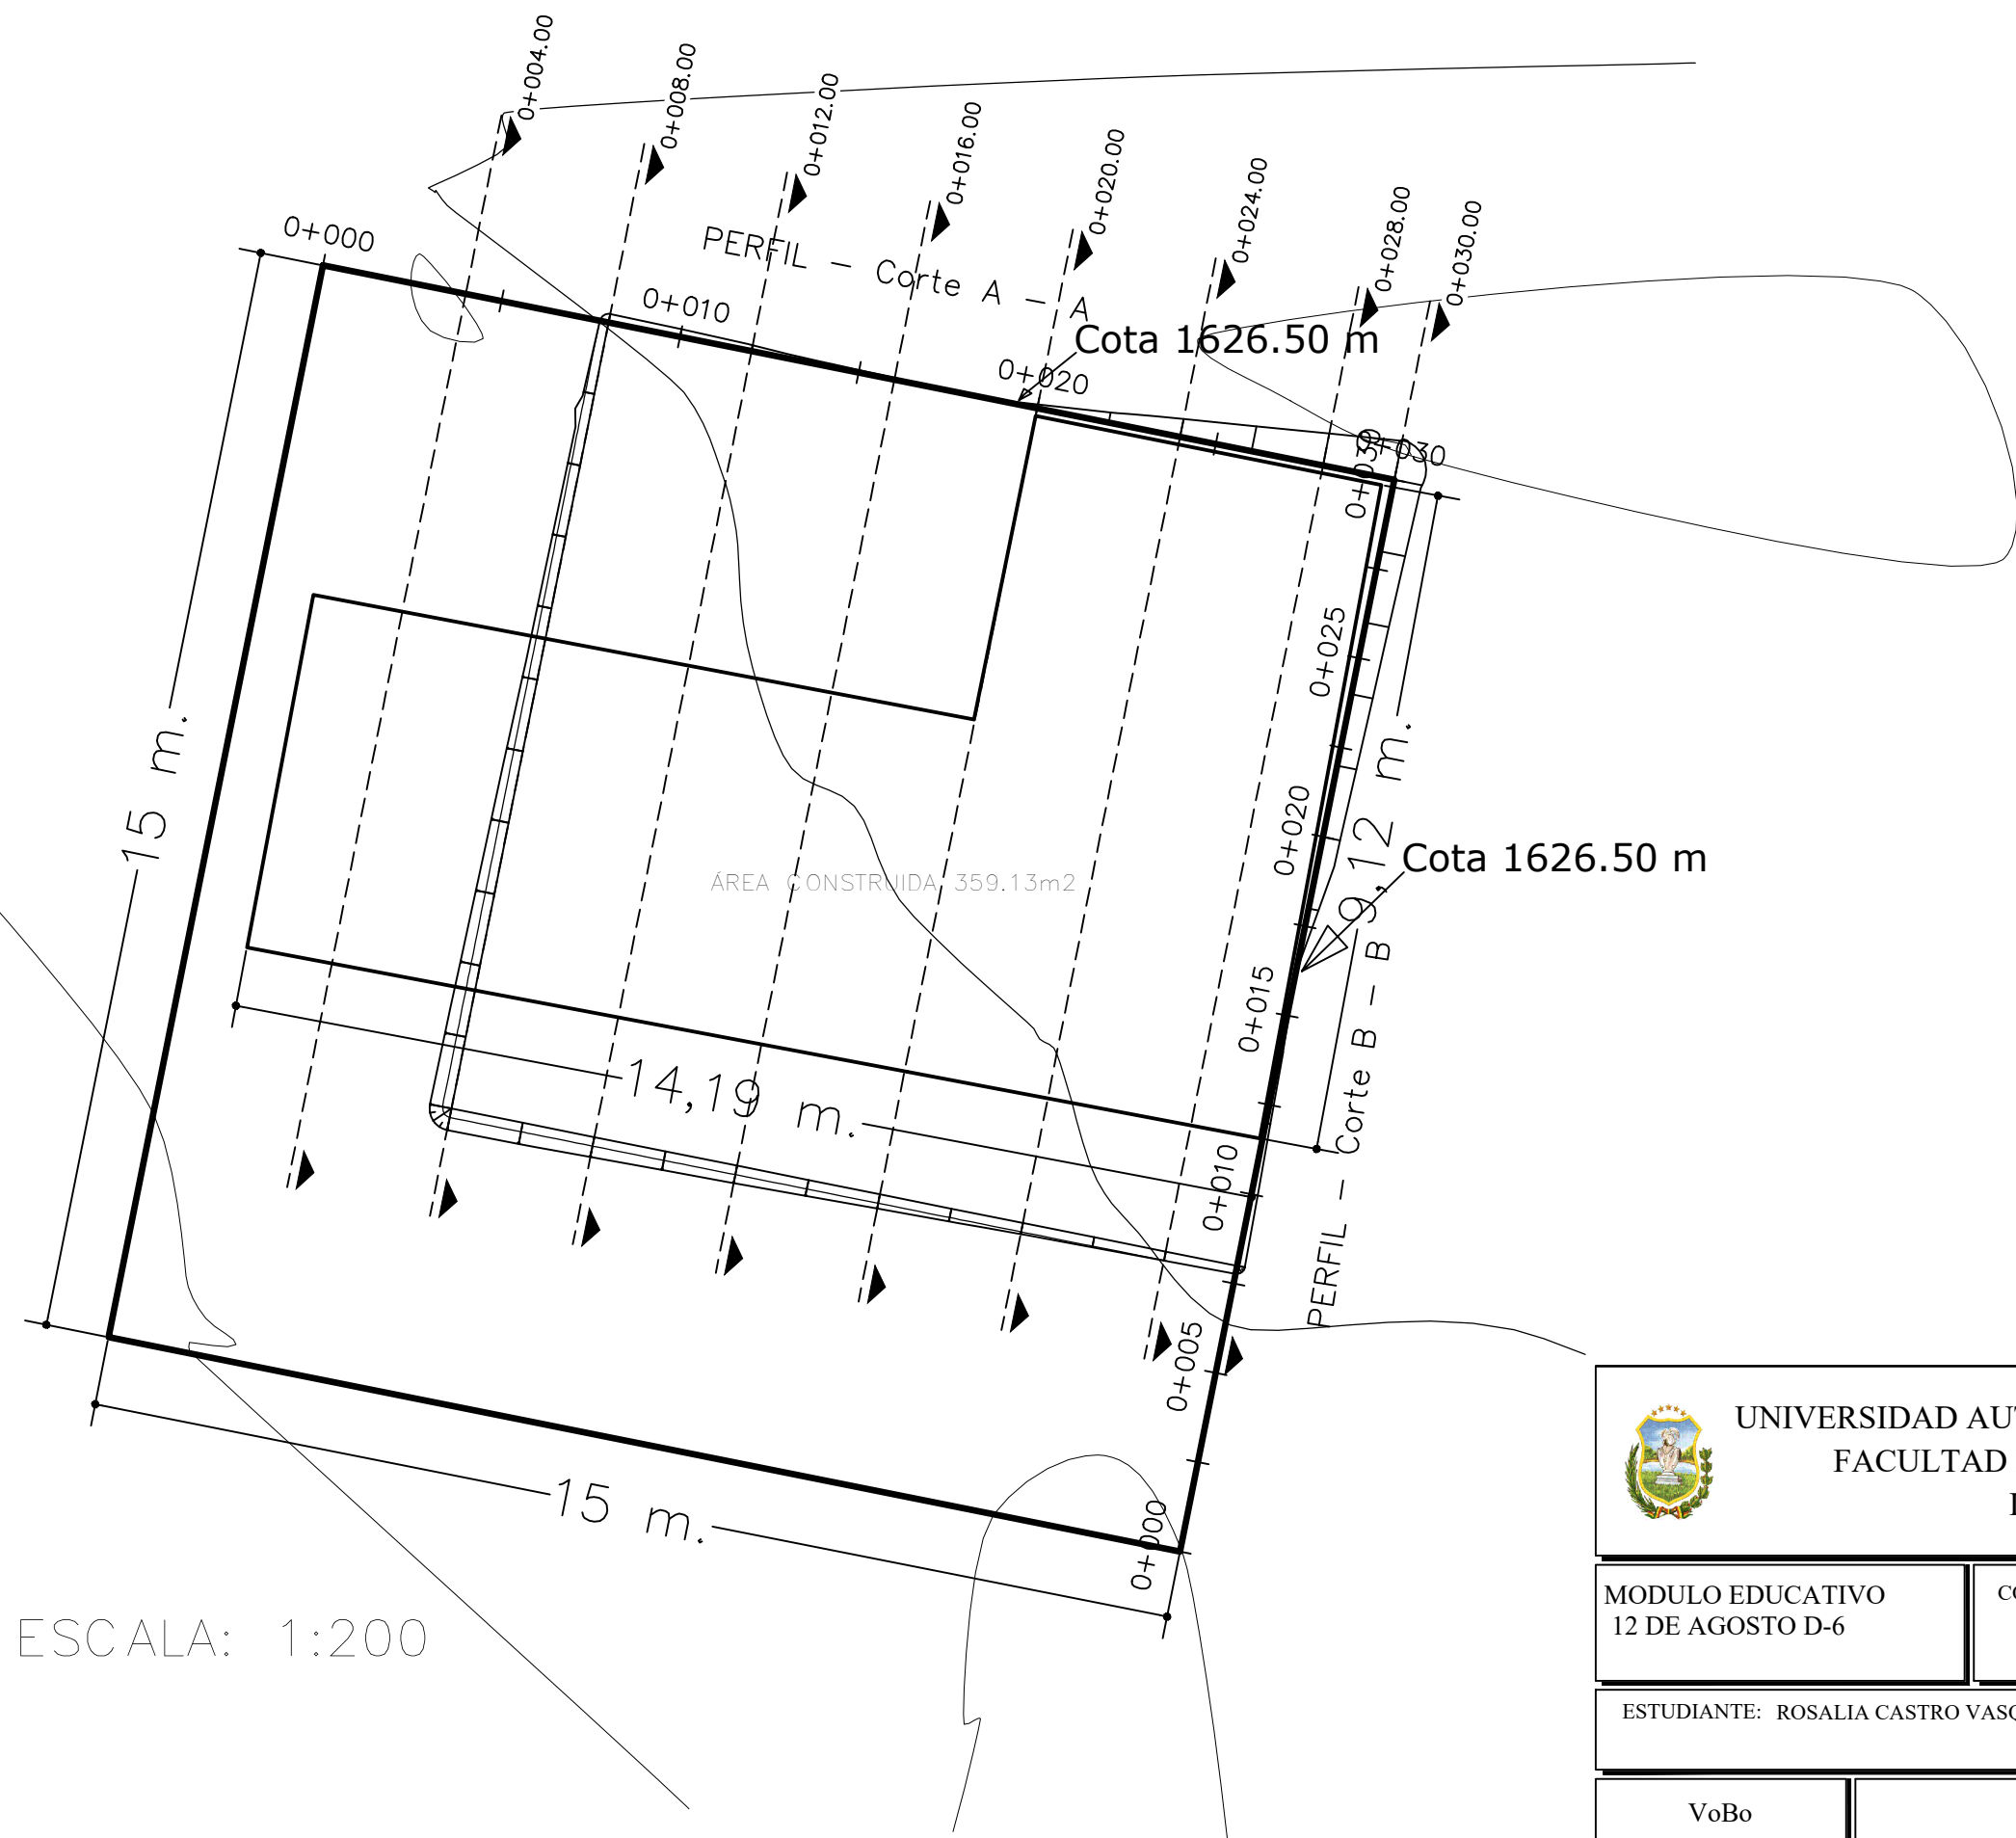 0+004.00
0+008.00
0+012.00
0+016.00
0+020.00
0+024.00
0+028.00
0+030.00
0+000
PERFIL - Corte A - A
0+010
Cota 1626.50 m
0+020
0+030
0+030
0+025
15 m.
0+020
9,12 m.
Cota 1626.50 m
ÁREA CONSTRUIDA 359.13m2
0+015
PERFIL - Corte B - B
14,19 m.
0+010
0+005
0+000
15 m.
ESCALA: 1:200
UNIVERSIDAD
FACULTAD
MODULO EDUCATIVO
12 DE AGOSTO D-6
ESTUDIANTE: ROSALIA CASTRO
VoBo